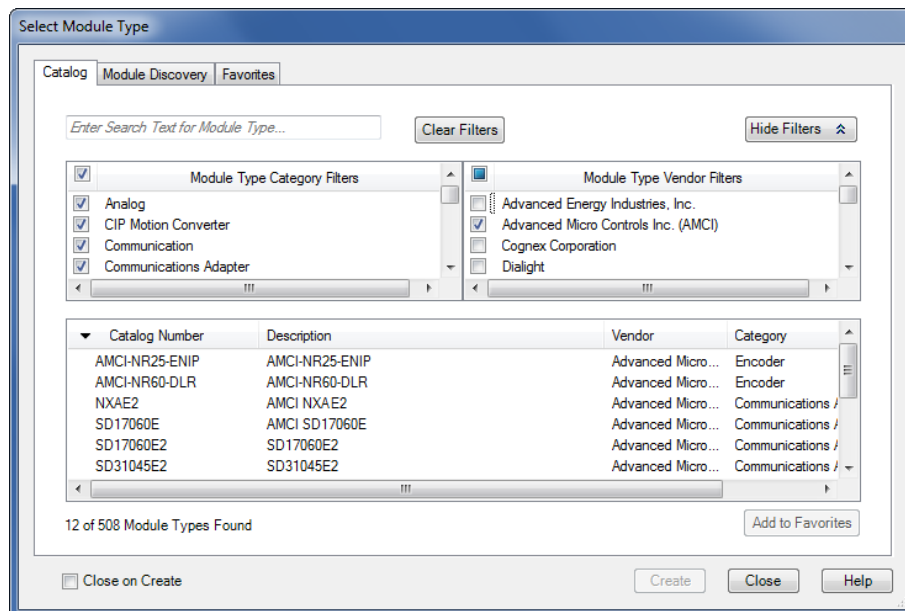 Select Module Type
Catalog Module Discovery Favorites
Enter Search Text for Module Type... Clear Filters Hide Filters
Module Type Category Filters Module Type Vendor Filters
Analog Advanced Energy Industries, Inc.
CIP Motion Converter Advanced Micro Controls Inc. (AMCI)
Communication Cognex Corporation
Communications Adapter Dialight
Catalog Number Description Vendor Category
AMCI-NR25-ENIP AMCI-NR25-ENIP Advanced Micro... Encoder
AMCI-NR60-DLR AMCI-NR60-DLR Advanced Micro... Encoder
NXAE2 AMCI NXAE2 Advanced Micro... Communications A
SD17060E AMCI SD17060E Advanced Micro... Communications A
SD17060E2 SD17060E2 Advanced Micro... Communications A
SD31045E2 SD31045E2 Advanced Micro... Communications A
12 of 508 Module Types Found Add to Favorites
Close on Create Create Close Help